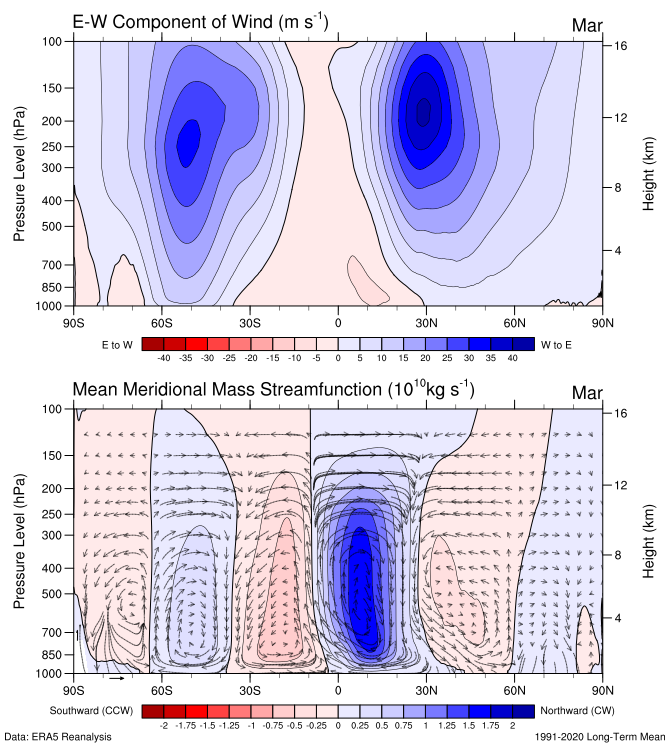 E-W Component of Wind (m s⁻¹)
Mar
Pressure Level (hPa)
100
150
200
250
300
400
500
700
850
1000
16
12
8
4
Height (km)
90S 60S 30S 0 30N 60N 90N
E to W
W to E
-40 -35 -30 -25 -20 -15 -10 -5 0 5 10 15 20 25 30 35 40
Mean Meridional Mass Streamfunction (10¹⁰kg s⁻¹)
Mar
Pressure Level (hPa)
100
150
200
250
300
400
500
700
850
1000
16
12
8
4
Height (km)
1
90S 60S 30S 0 30N 60N 90N
Southward (CCW)
Northward (CW)
-2 -1.75 -1.5 -1.25 -1 -0.75 -0.5 -0.25 0 0.25 0.5 0.75 1 1.25 1.5 1.75 2
Data: ERA5 Reanalysis
1991-2020 Long-Term Mean